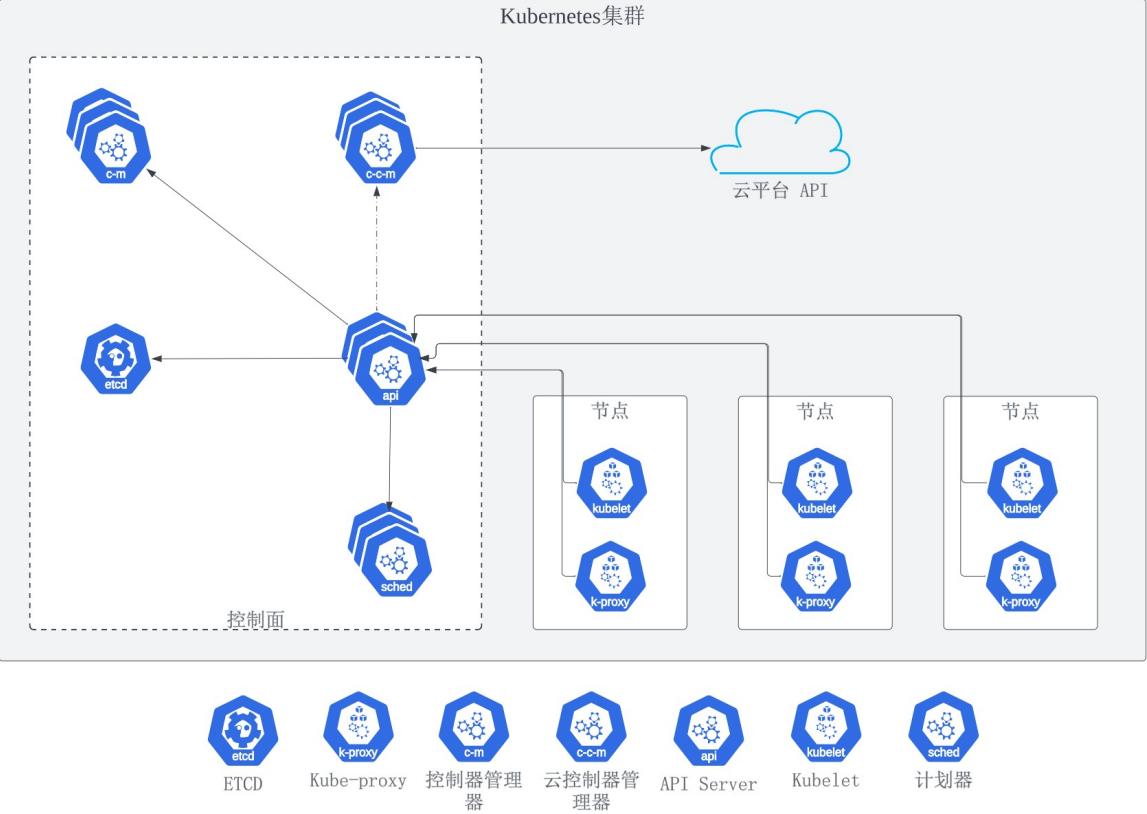 Kubernetes集群
c-m
c-c-m
云平台 API
etcd
api
sched
控制面
节点
kubelet
k-proxy
节点
kubelet
k-proxy
节点
kubelet
k-proxy
etcd
ETCD
k-proxy
Kube-proxy
c-m
控制器管理
器
c-c-m
云控制器管
理器
api
API Server
kubelet
Kubelet
sched
计划器